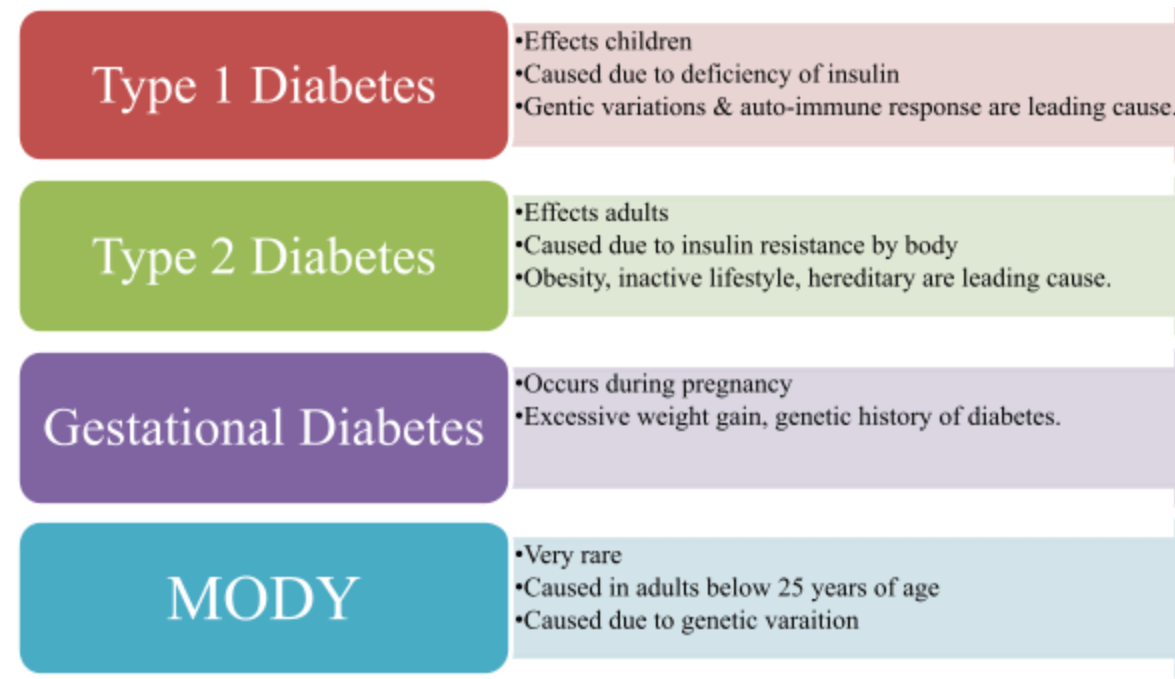 Type 1 Diabetes
•Effects children
•Caused due to deficiency of insulin
•Gentic variations & auto-immune response are leading cause.
Type 2 Diabetes
•Effects adults
•Caused due to insulin resistance by body
•Obesity, inactive lifestyle, hereditary are leading cause.
Gestational Diabetes
•Occurs during pregnancy
•Excessive weight gain, genetic history of diabetes.
MODY
•Very rare
•Caused in adults below 25 years of age
•Caused due to genetic varaition